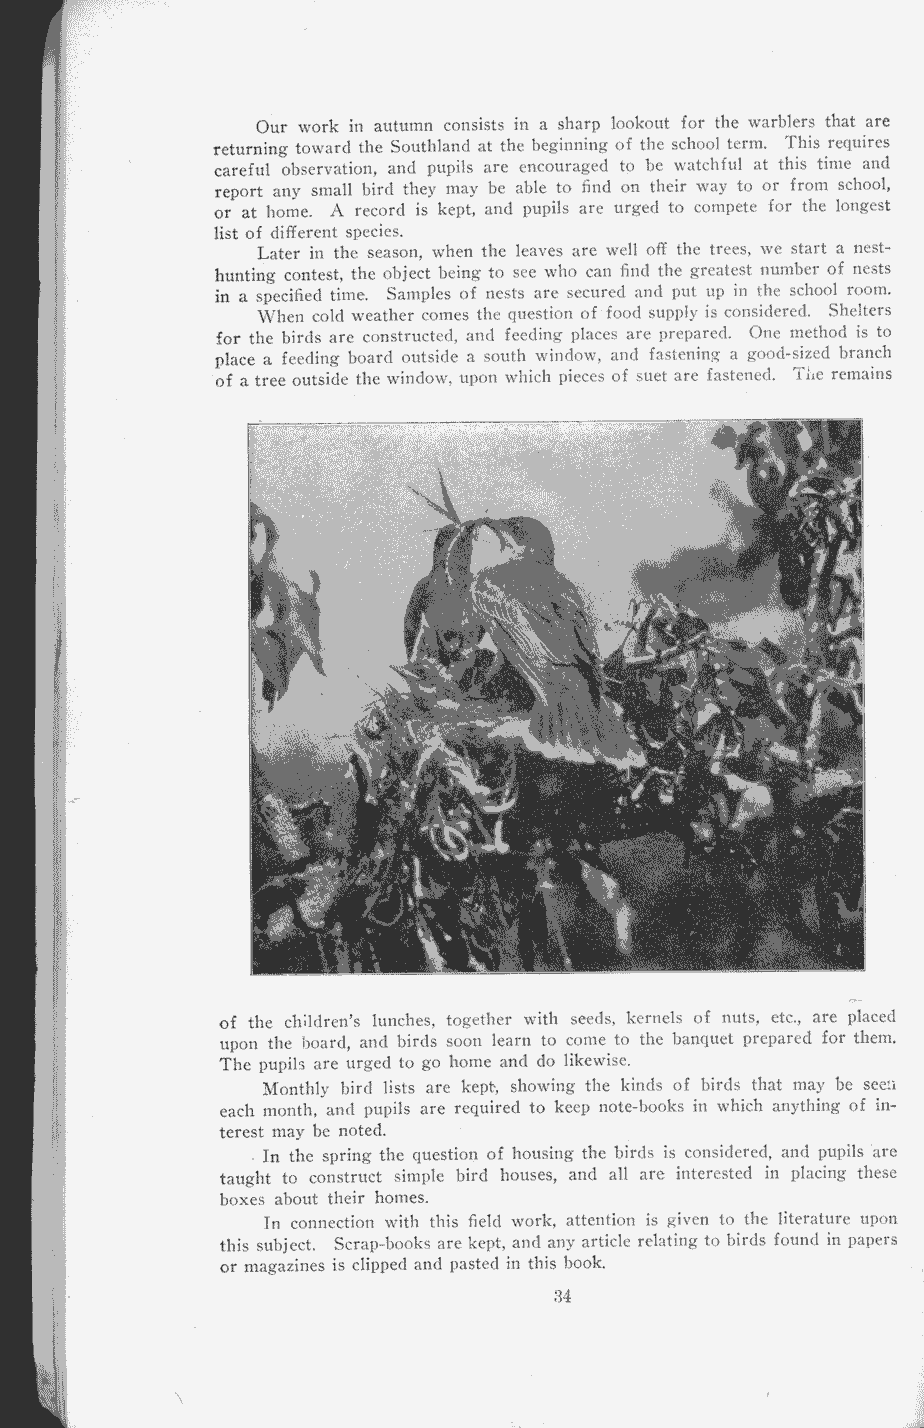 Our work in autumn consists in a sharp lookout for the warblers that are
returning toward the Southland at the beginning of the school term. This requires
careful observation, and pupils are encouraged to be watchful at this time and
report any small bird they may be able to find on their way to or from school,
or at home. A record is kept, and pupils are urged to compete for the longest
list of different species.
Later in the season, when the leaves are well off the trees, we start a nest-
hunting contest, the object being to see who can find the greatest number of nests
in a specified time. Samples of nests are secured and put up in the school room.
When cold weather comes the question of food supply is considered. Shelters
for the birds are constructed, and feeding places are prepared. One method is to
place a feeding board outside a south window, and fastening a good-sized branch
of a tree outside the window, upon which pieces of suet are fastened. The remains
of the children's lunches, together with seeds, kernels of nuts, etc., are placed
upon the board, and birds soon learn to come to the banquet prepared for them.
The pupils are urged to go home and do likewise.
Monthly bird lists are kept, showing the kinds of birds that may be seen
each month, and pupils are required to keep note-books in which anything of in-
terest may be noted.
In the spring the question of housing the birds is considered, and pupils are
taught to construct simple bird houses, and all are interested in placing these
boxes about their homes.
In connection with this field work, attention is given to the literature upon
this subject. Scrap-books are kept, and any article relating to birds found in papers
or magazines is clipped and pasted in this book.
34